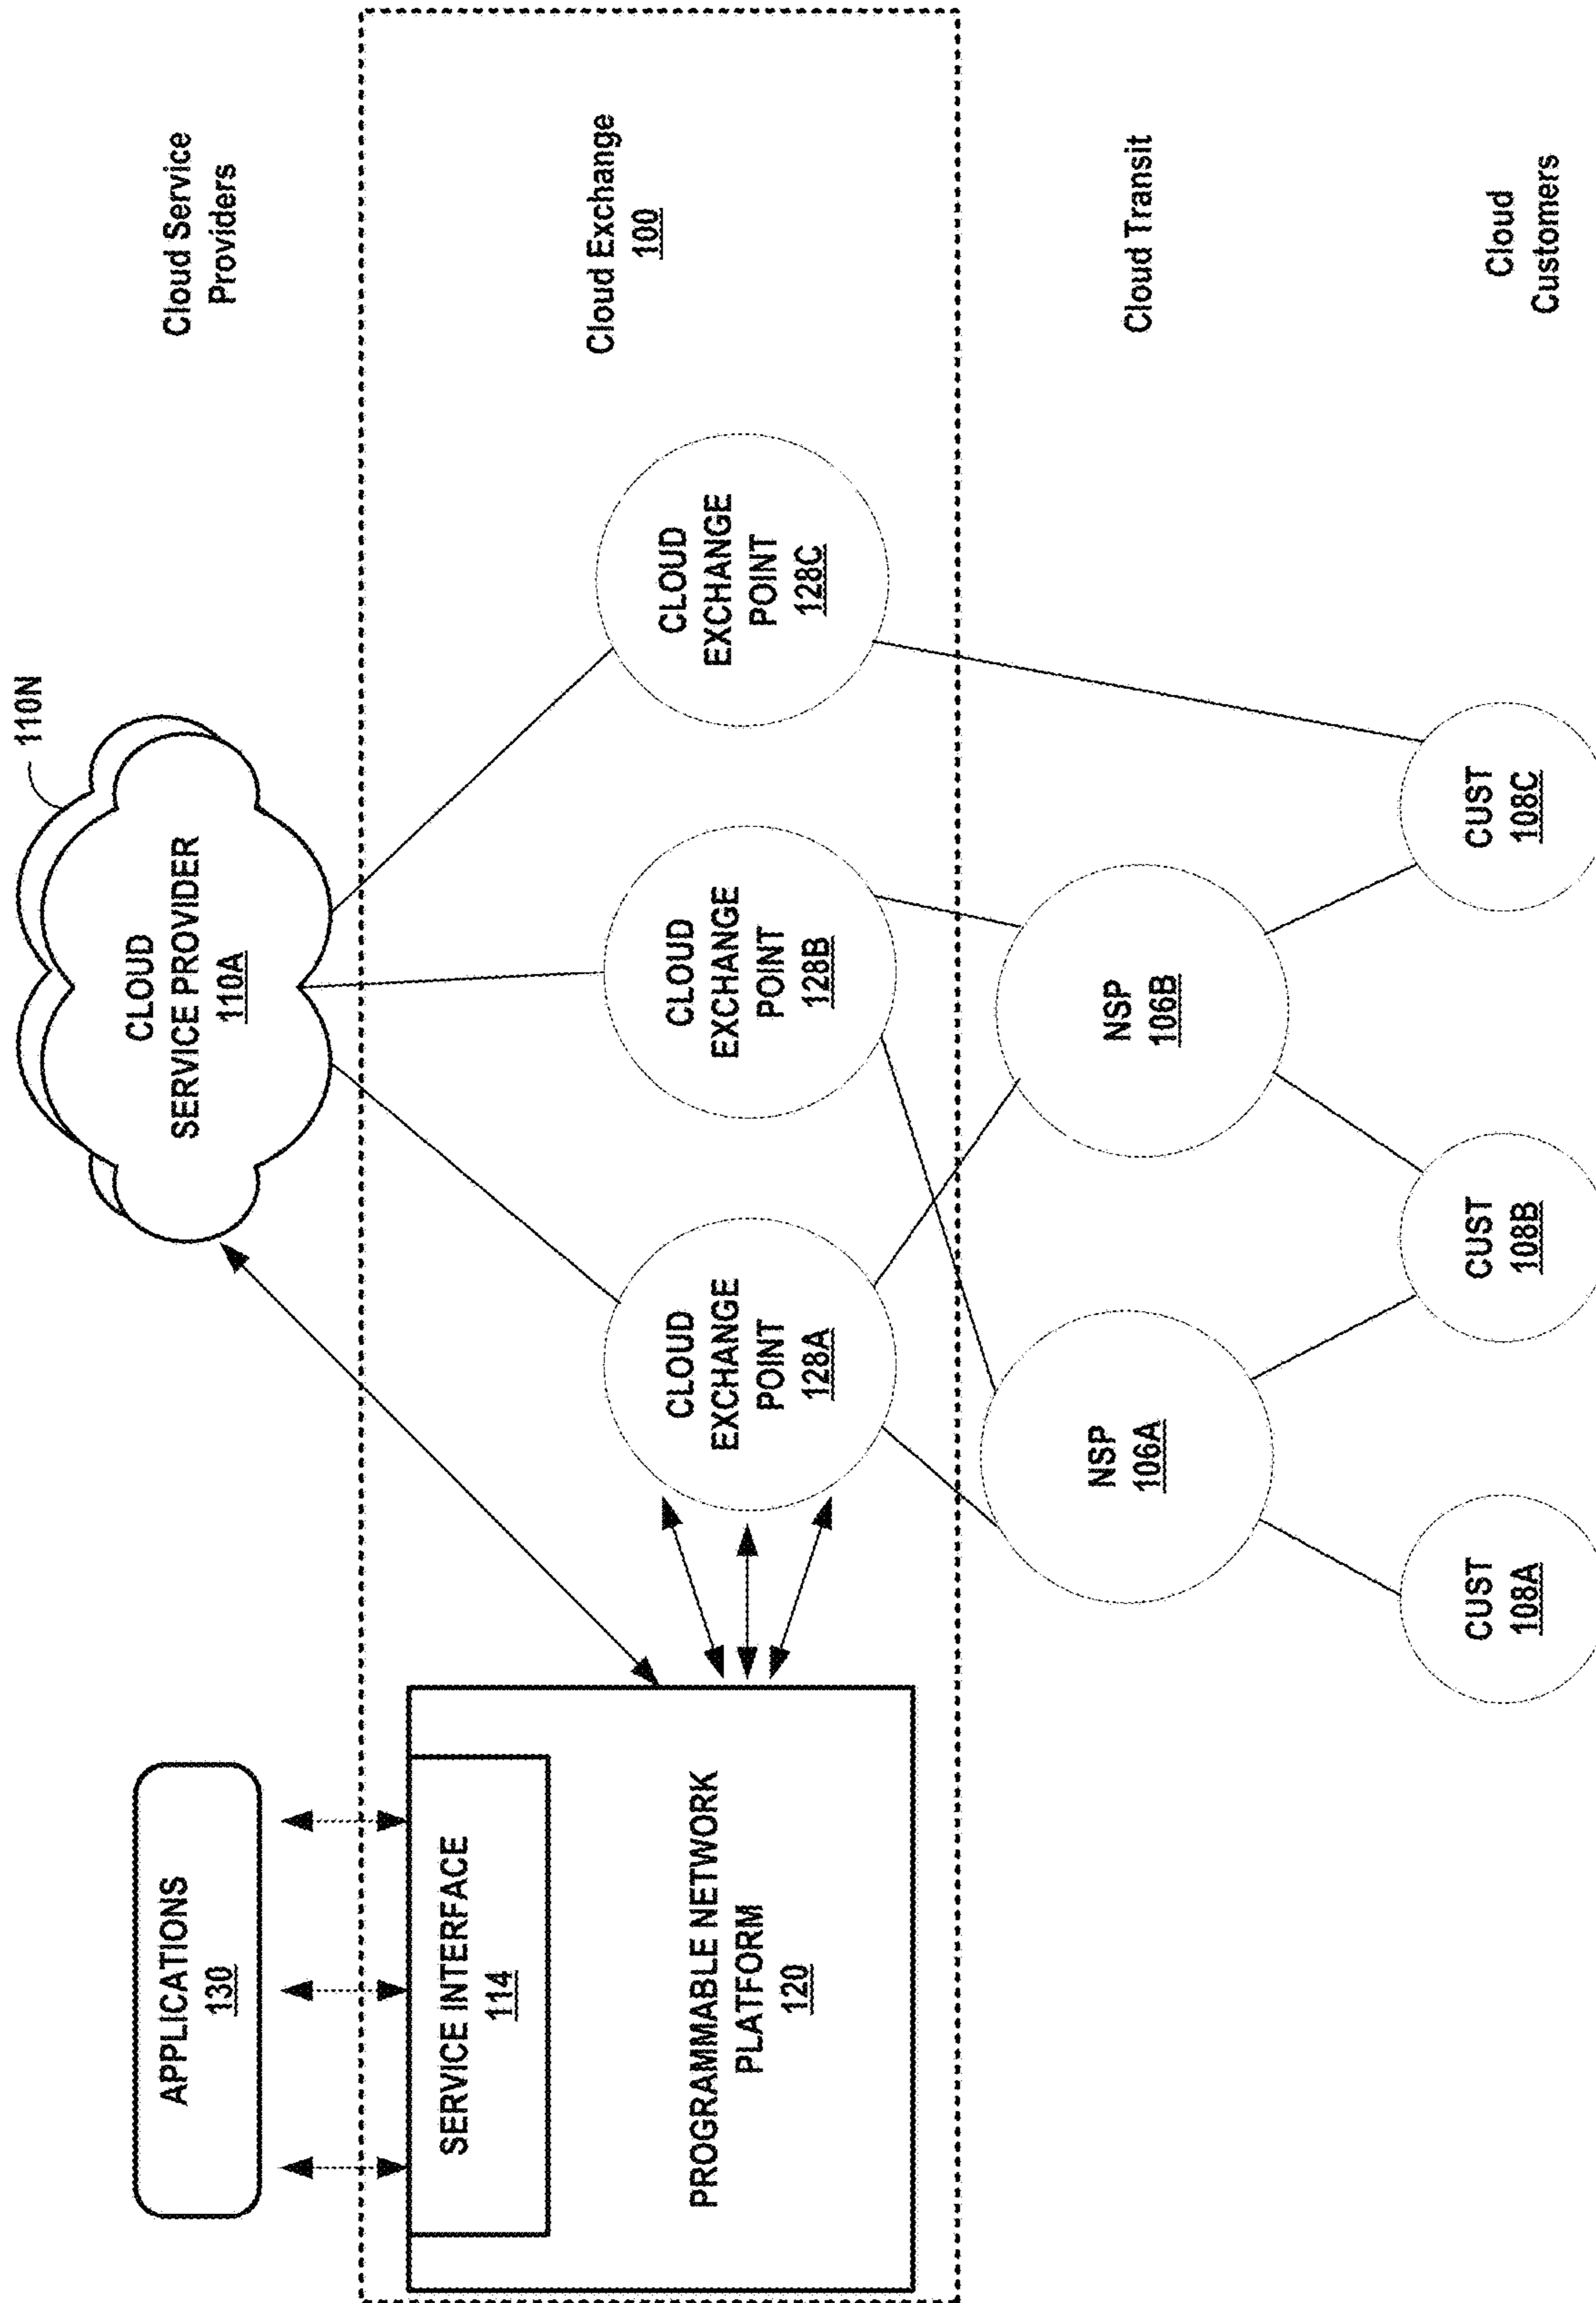 110N
CLOUD
SERVICE PROVIDER
110A
Cloud Service
Providers
APPLICATIONS
130
SERVICE INTERFACE
114
PROGRAMMABLE NETWORK
PLATFORM
120
CLOUD
EXCHANGE
POINT
128A
CLOUD
EXCHANGE
POINT
128B
CLOUD
EXCHANGE
POINT
128C
Cloud Exchange
100
NSP
106A
NSP
106B
Cloud Transit
CUST
108A
CUST
108B
CUST
108C
Cloud
Customers